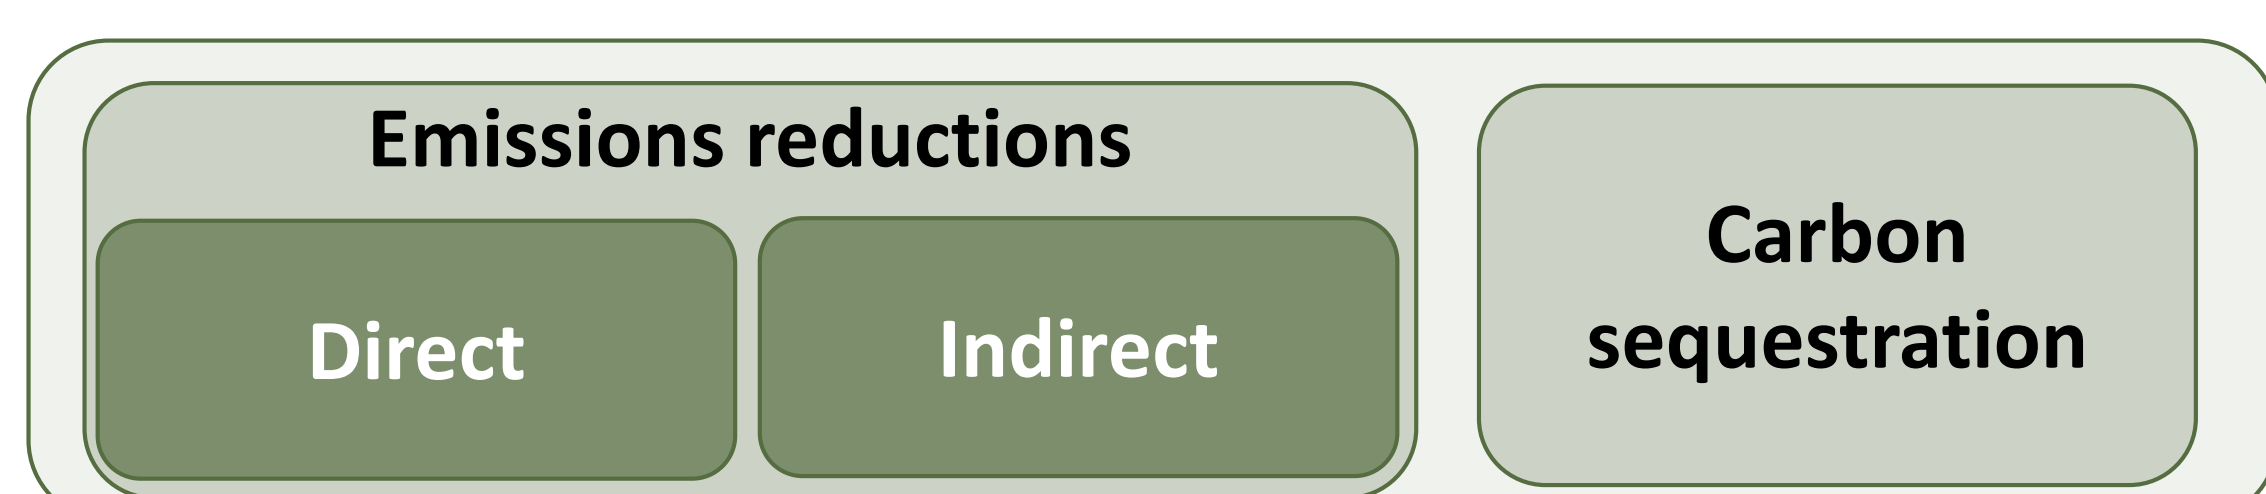 Emissions reductions
Direct
Indirect
Carbon
sequestration